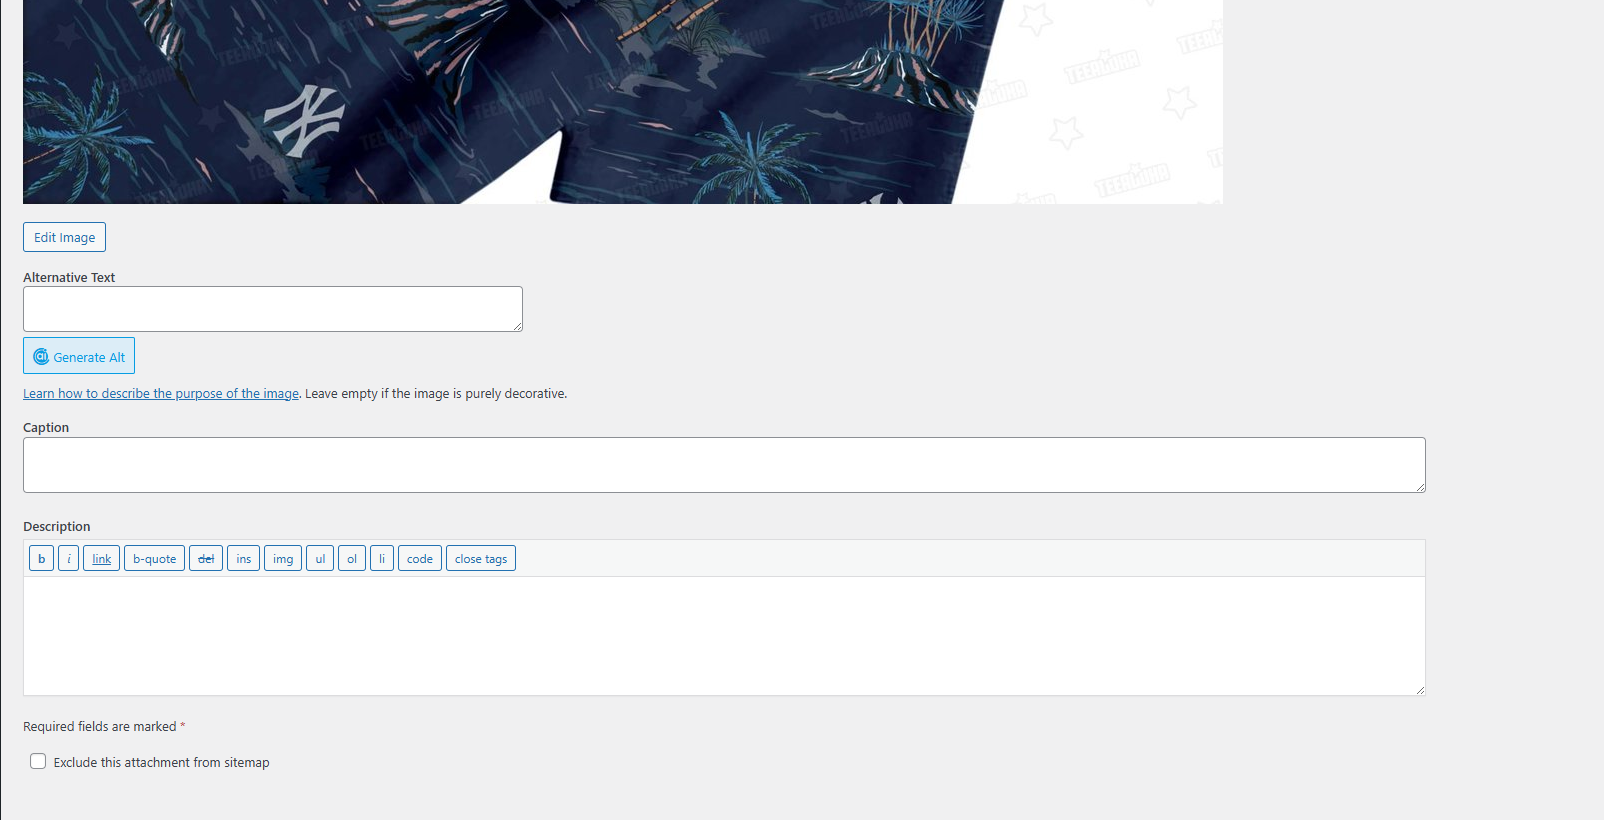 TEEAWHA
Edit Image
Alternative Text
Generate Alt
Learn how to describe the purpose of the image. Leave empty if the image is purely decorative.
Caption
Description
b i link b-quote del ins img ul ol li code close tags
Required fields are marked *
Exclude this attachment from sitemap